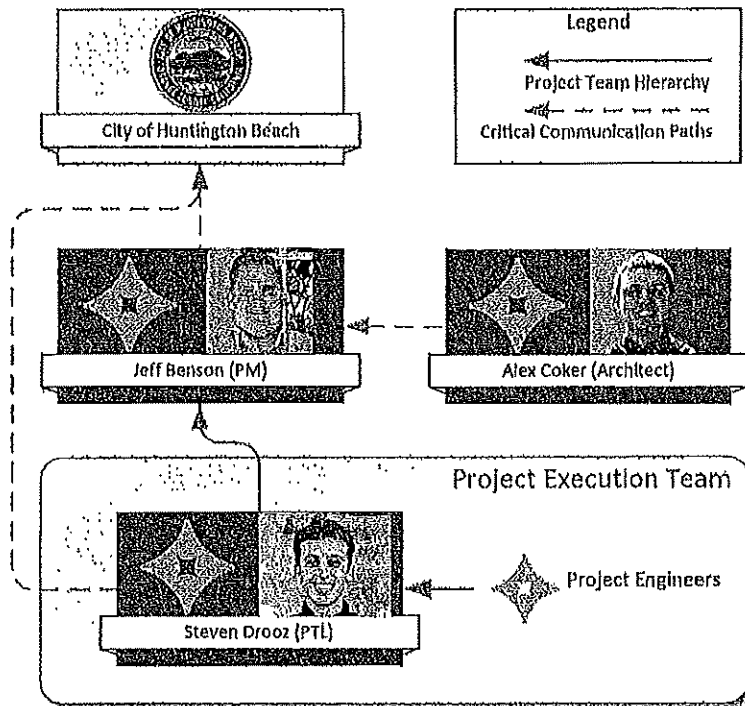 Legend
Project Team Hierarchy
Critical Communication Paths
City of Huntington Beach
Jeff Benson (PM)
Alex Coker (Architect)
Project Execution Team
Project Engineers
Steven Drooz (PTL)